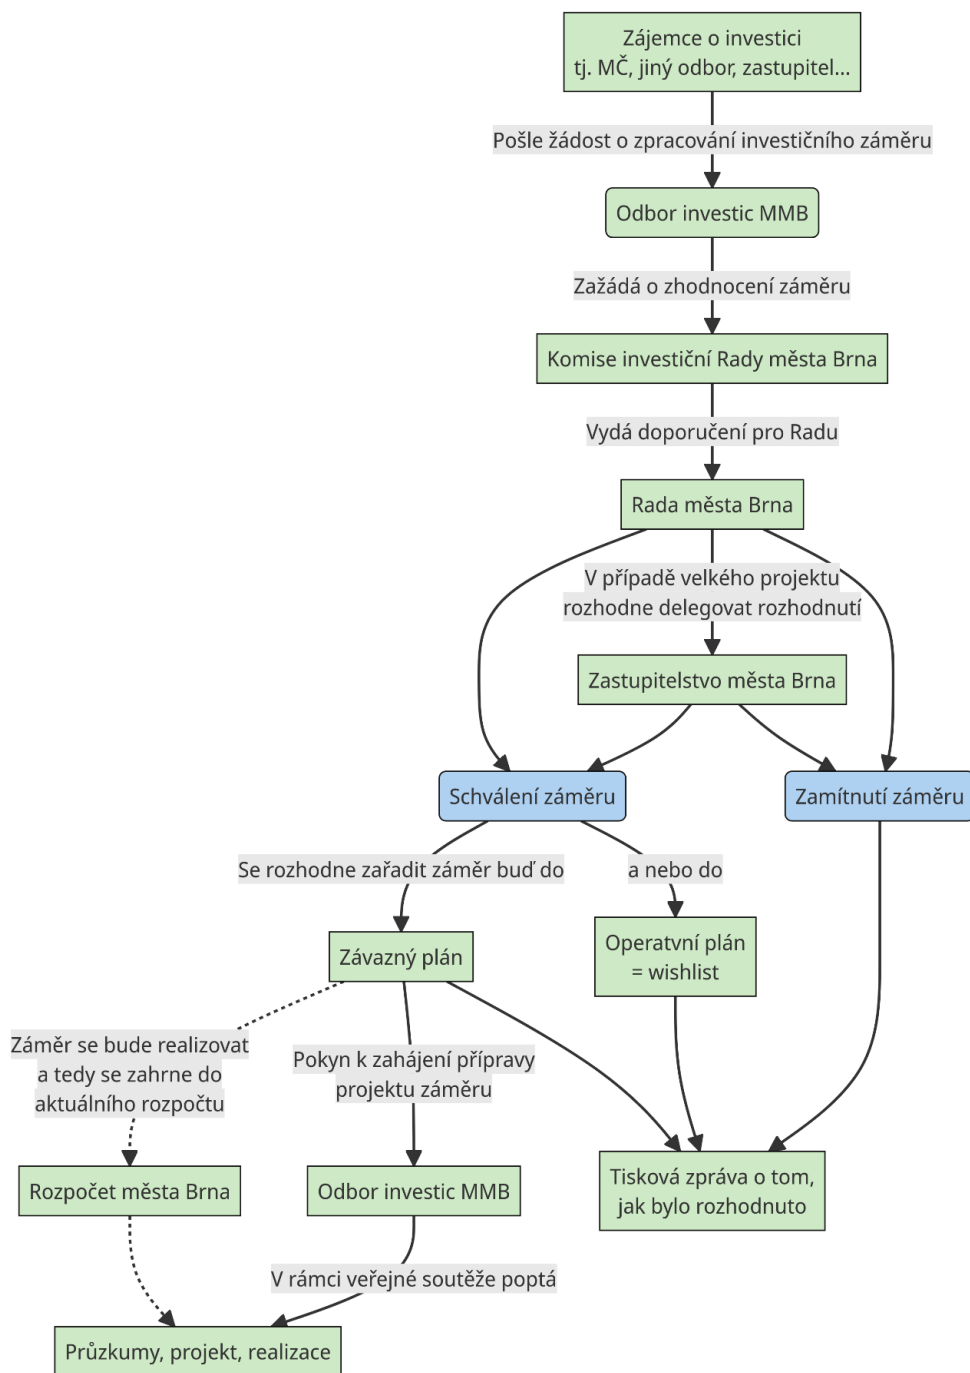 Zájemce o investici
tj. MČ, jiný odbor, zastupitel...
Pošle žádost o zpracování investičního záměru
Odbor investic MMB
Zažádá o zhodnocení záměru
Komise investiční Rady města Brna
Vydá doporučení pro Radu
Rada města Brna
V případě velkého projektu
rozhodne delegovat rozhodnutí
Zastupitelstvo města Brna
Schválení záměru
Zamítnutí záměru
Se rozhodne zařadit záměr buď do
a nebo do
Závazný plán
Operatvní plán
= wishlist
Záměr se bude realizovat
a tedy se zahrne do
aktuálního rozpočtu
Pokyn k zahájení přípravy
projektu záměru
Rozpočet města Brna
Odbor investic MMB
Tisková zpráva o tom,
jak bylo rozhodnuto
V rámci veřejné soutěže poptá
Průzkumy, projekt, realizace